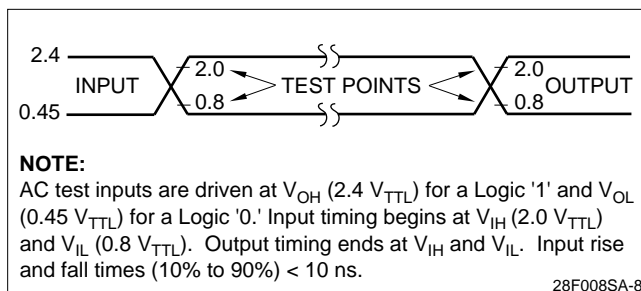 2.4
INPUT
0.45
2.0
0.8
TEST POINTS
2.0
0.8
OUTPUT
NOTE:
AC test inputs are driven at VOH (2.4 VTTL) for a Logic '1' and VOL
(0.45 VTTL) for a Logic '0.' Input timing begins at VIH (2.0 VTTL)
and VIL (0.8 VTTL). Output timing ends at VIH and VIL. Input rise
and fall times (10% to 90%) < 10 ns.
28F008SA-8